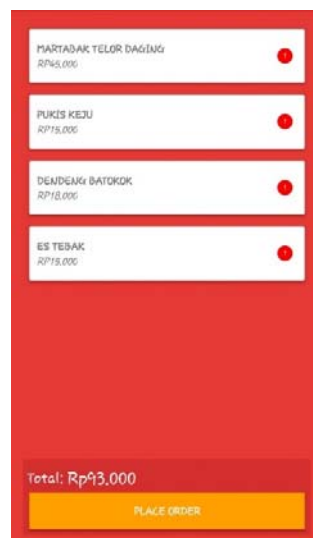 MARTABAK TELOR DAGING
RP45,000
PUKIS KEJU
RP15,000
DENDENG BATOKOK
RP18,000
ES TEBAK
RP15,000
Total: Rp93,000
PLACE ORDER